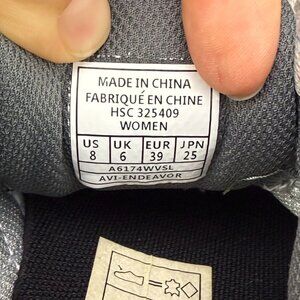 MADE IN CHINA
FABRIQUÉ EN CHINE
HSC 325409
WOMEN
US UK EUR JPN
8 6 39 25
A6174WVSL
AVI-ENDEAVOR